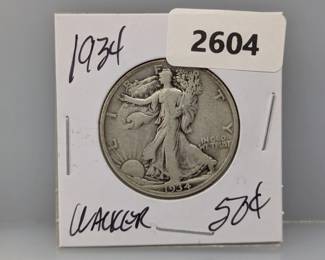 1934
2604
LIBERTY
IN GOD WE TRUST
1934
WALKER 50¢